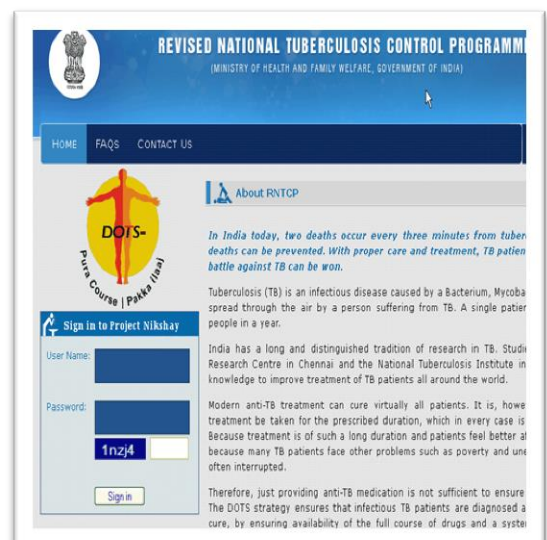 REVISED NATIONAL TUBERCULOSIS CONTROL PROGRAMM
(MINISTRY OF HEALTH AND FAMILY WELFARE, GOVERNMENT OF INDIA)
HOME FAQS CONTACT US
DOTS-
Pura Course | Pakka Ilaaj
Sign in to Project Nikshay
User Name:
Password:
1nzj4
Sign in
About RNTCP
In India today, two deaths occur every three minutes from tuber
deaths can be prevented. With proper care and treatment, TB patien
battle against TB can be won.
Tuberculosis (TB) is an infectious disease caused by a Bacterium, Mycoba
spread through the air by a person suffering from TB. A single patier
people in a year.
India has a long and distinguished tradition of research in TB. Studi
Research Centre in Chennai and the National Tuberculosis Institute in
knowledge to improve treatment of TB patients all around the world.
Modern anti-TB treatment can cure virtually all patients. It is, howe
treatment be taken for the prescribed duration, which in every case is
Because treatment is of such a long duration and patients feel better a
because many TB patients face other problems such as poverty and une
often interrupted.
Therefore, just providing anti-TB medication is not sufficient to ensure
The DOTS strategy ensures that infectious TB patients are diagnosed a
cure, by ensuring availability of the full course of drugs and a syste